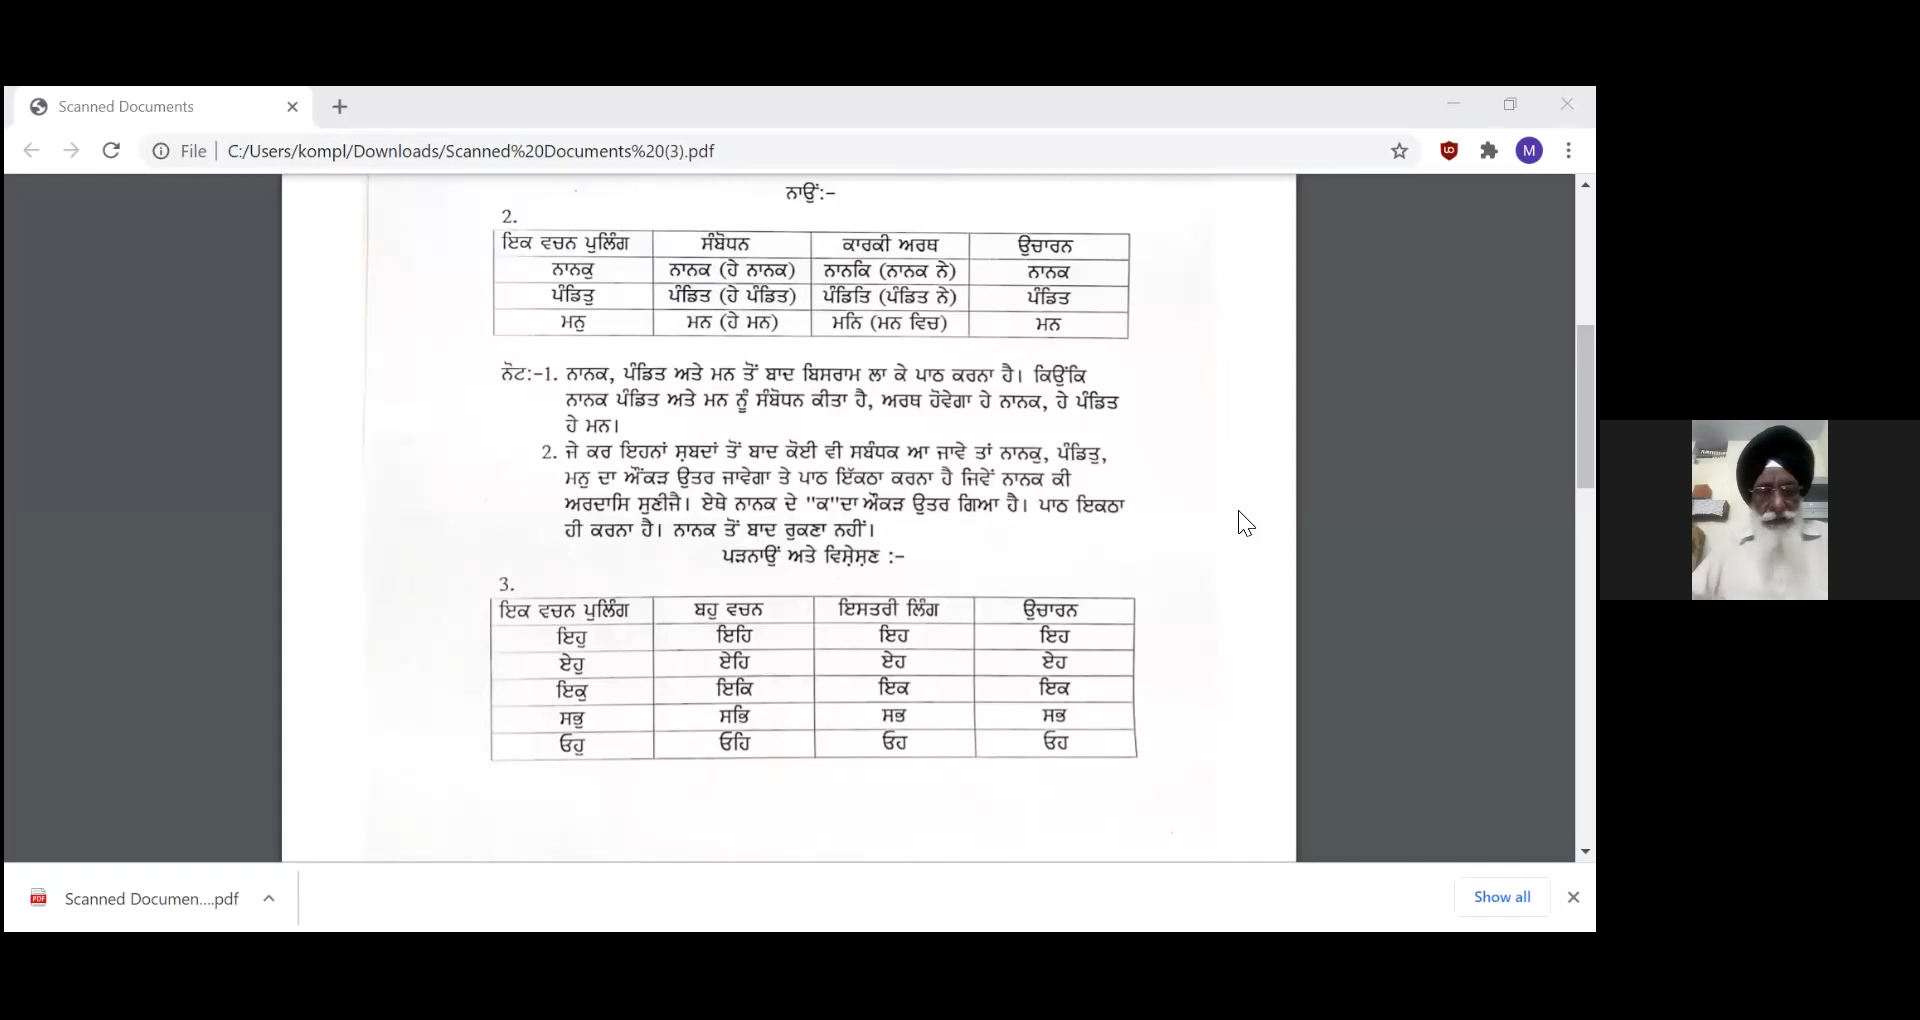 Scanned Documents
File | C:/Users/kompl/Downloads/Scanned%20Documents%20(3).pdf
M
ਨਾਉਂ:-
2.
ਇਕ ਵਚਨ ਪੁਲਿੰਗ ਸੰਬੋਧਨ ਕਾਰਕੀ ਅਰਥ ਉਚਾਰਨ
ਨਾਨਕੁ ਨਾਨਕ (ਹੇ ਨਾਨਕ) ਨਾਨਕਿ (ਨਾਨਕ ਨੇ) ਨਾਨਕ
ਪੰਡਿਤੁ ਪੰਡਿਤ (ਹੇ ਪੰਡਿਤ) ਪੰਡਿਤਿ (ਪੰਡਿਤ ਨੇ) ਪੰਡਿਤ
ਮਨੁ ਮਨ (ਹੇ ਮਨ) ਮਨਿ (ਮਨ ਵਿਚ) ਮਨ
ਨੋਟ:-1. ਨਾਨਕ, ਪੰਡਿਤ ਅਤੇ ਮਨ ਤੋਂ ਬਾਦ ਬਿਸਰਾਮ ਲਾ ਕੇ ਪਾਠ ਕਰਨਾ ਹੈ। ਕਿਉਂਕਿ
ਨਾਨਕ ਪੰਡਿਤ ਅਤੇ ਮਨ ਨੂੰ ਸੰਬੋਧਨ ਕੀਤਾ ਹੈ, ਅਰਥ ਹੋਵੇਗਾ ਹੇ ਨਾਨਕ, ਹੇ ਪੰਡਿਤ
ਹੇ ਮਨ।
2. ਜੇ ਕਰ ਇਹਨਾਂ ਸ਼ਬਦਾਂ ਤੋਂ ਬਾਦ ਕੋਈ ਵੀ ਸਬੰਧਕ ਆ ਜਾਵੇ ਤਾਂ ਨਾਨਕੁ, ਪੰਡਿਤੁ,
ਮਨੁ ਦਾ ਔਂਕੜ ਉਤਰ ਜਾਵੇਗਾ ਤੇ ਪਾਠ ਇੱਕਠਾ ਕਰਨਾ ਹੈ ਜਿਵੇਂ ਨਾਨਕ ਕੀ
ਅਰਦਾਸਿ ਸੁਣੀਜੈ। ਏਥੇ ਨਾਨਕ ਦੇ "ਕ"ਦਾ ਔਕੜ ਉਤਰ ਗਿਆ ਹੈ। ਪਾਠ ਇਕਠਾ
ਹੀ ਕਰਨਾ ਹੈ। ਨਾਨਕ ਤੋਂ ਬਾਦ ਰੁਕਣਾ ਨਹੀਂ।
ਪੜਨਾਉਂ ਅਤੇ ਵਿਸ਼ੇਸ਼ਣ :-
3.
ਇਕ ਵਚਨ ਪੁਲਿੰਗ ਬਹੁ ਵਚਨ ਇਸਤਰੀ ਲਿੰਗ ਉਚਾਰਨ
ਇਹੁ ਇਹਿ ਇਹ ਇਹ
ਏਹੁ ਏਹਿ ਏਹ ਏਹ
ਇਕੁ ਇਕਿ ਇਕ ਇਕ
ਸਭੁ ਸਭਿ ਸਭ ਸਭ
ਓਹੁ ਓਹਿ ਓਹ ਓਹ
PDF Scanned Documen....pdf Show all